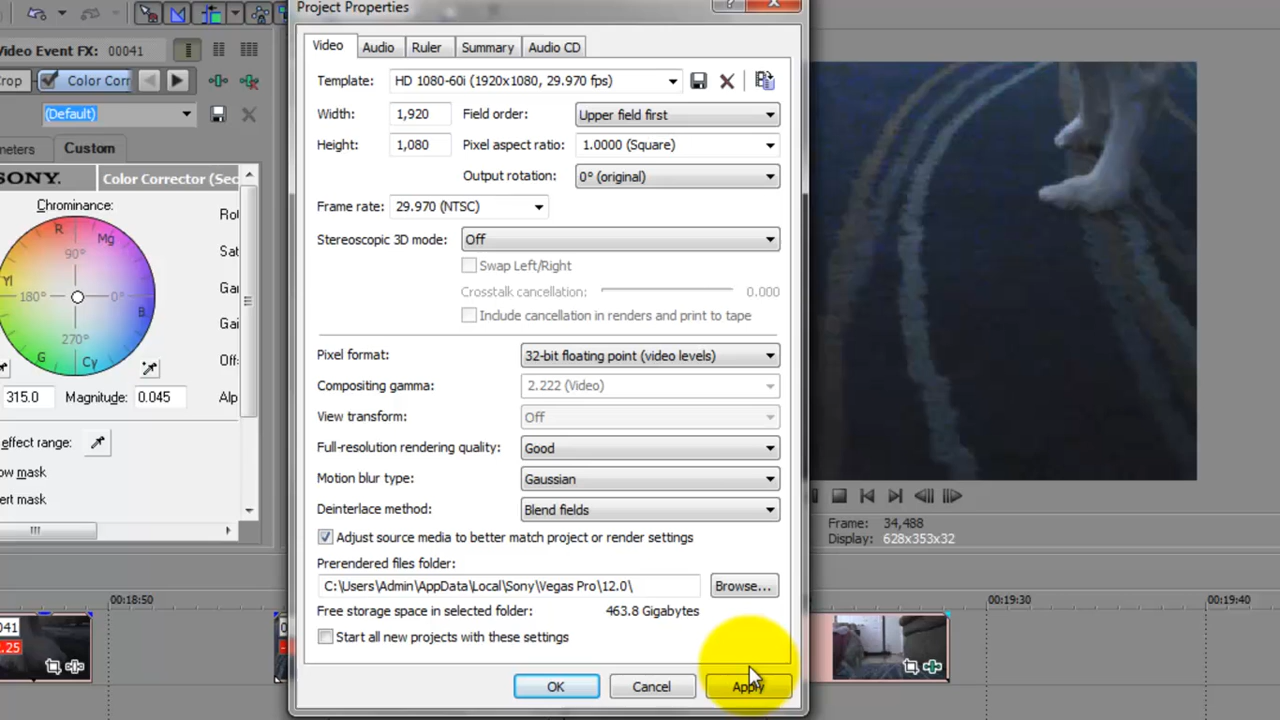 Project Properties
Video Event FX: 00041
Video Audio Ruler Summary Audio CD
rop Color Corr
Template: HD 1080-60i (1920x1080, 29.970 fps)
(Default)
Width: 1,920 Field order: Upper field first
meters Custom
Height: 1,080 Pixel aspect ratio: 1.0000 (Square)
SONY. Color Corrector (Sec
Output rotation: 0° (original)
Chrominance: Ro
Frame rate: 29.970 (NTSC)
R Mg
90°
Sat
Stereoscopic 3D mode: Off
Swap Left/Right
Yl 180° 0° B
Gar
Crosstalk cancellation: 0.000
Gai
Include cancellation in renders and print to tape
270°
G Cy
Off
Pixel format: 32-bit floating point (video levels)
Compositing gamma: 2.222 (Video)
315.0 Magnitude: 0.045 Alp
View transform: Off
effect range:
Full-resolution rendering quality: Good
ow mask
Motion blur type: Gaussian
ert mask
Deinterlace method: Blend fields
Frame: 34,488
Display: 628x353x32
Adjust source media to better match project or render settings
Prerendered files folder:
C:\Users\Admin\AppData\Local\Sony\Vegas Pro\12.0\ Browse...
00:18:50 00:19:30 00:19:40
Free storage space in selected folder: 463.8 Gigabytes
041
Start all new projects with these settings
.25
OK Cancel Apply